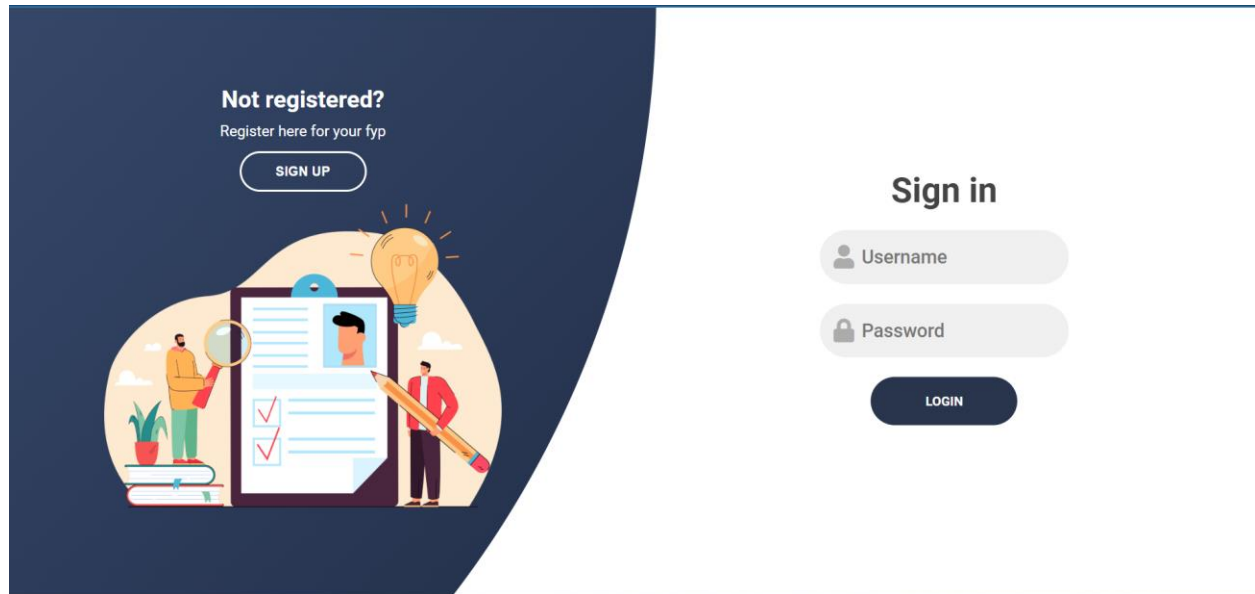 Not registered?
Register here for your fyp
SIGN UP
Sign in
Username
Password
LOGIN